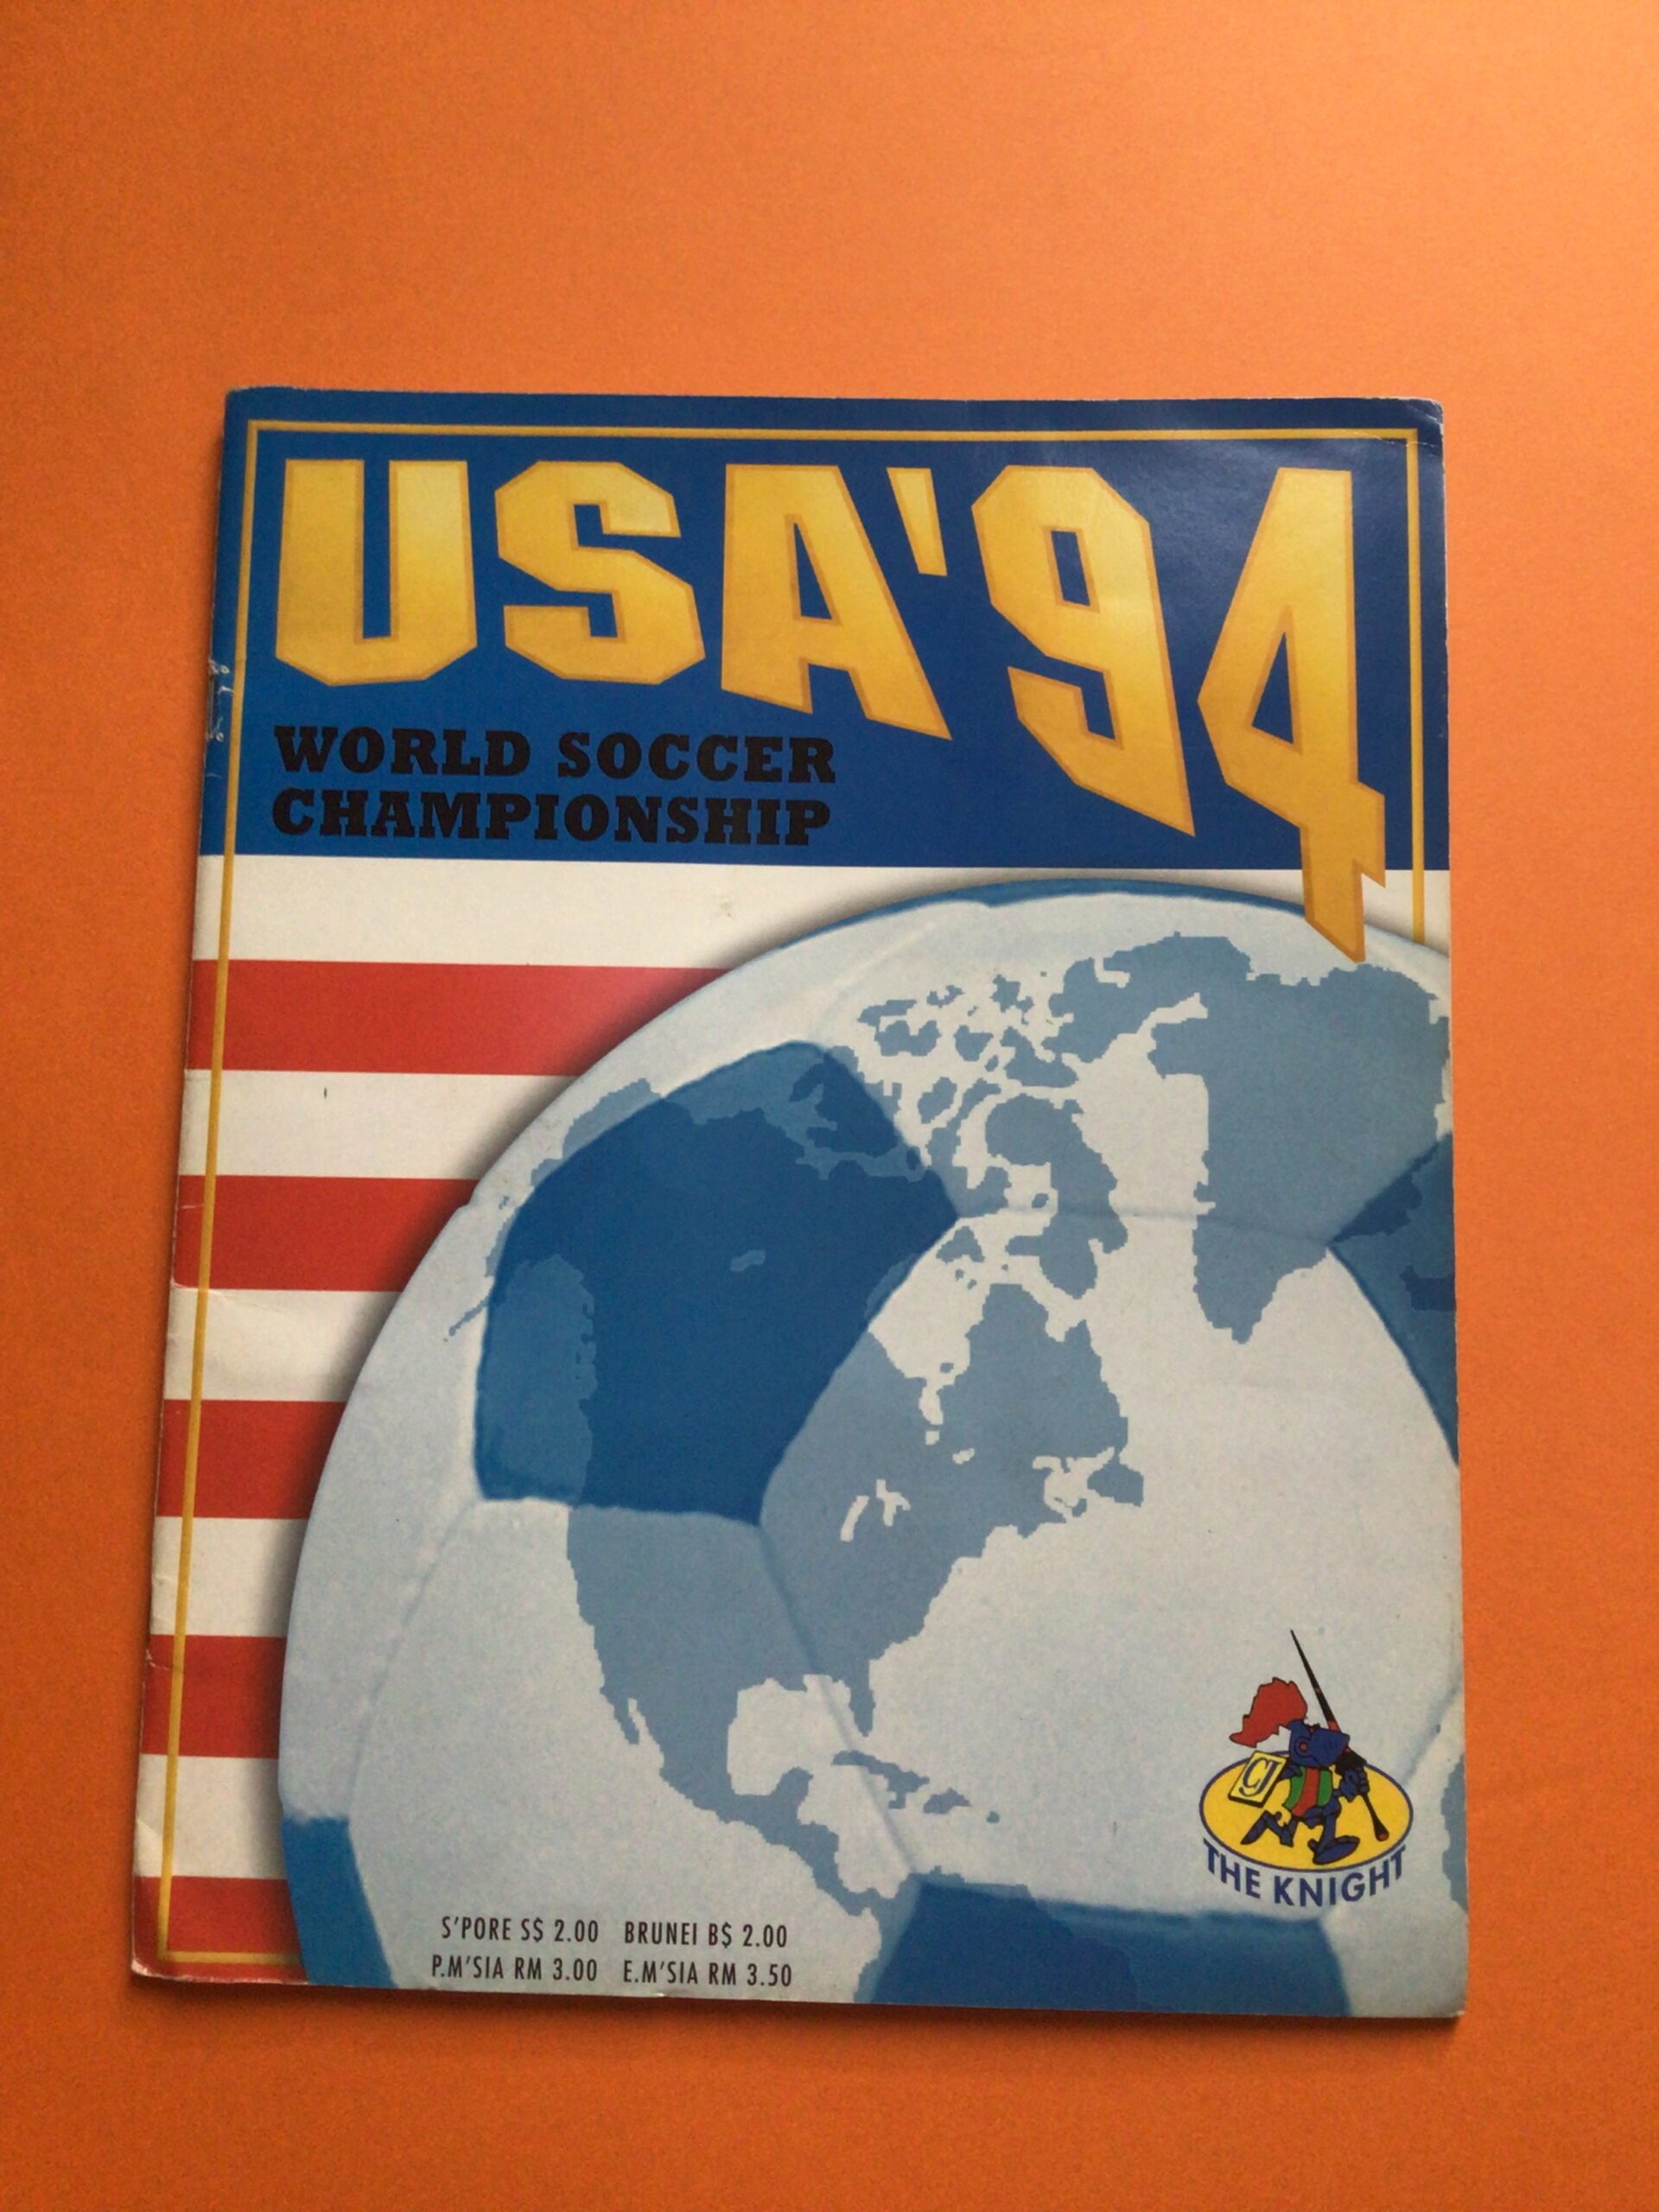 USA'94
WORLD SOCCER
CHAMPIONSHIP
CJ
THE KNIGHT
S'PORE S$ 2.00 BRUNEI B$ 2.00
P.M'SIA RM 3.00 E.M'SIA RM 3.50